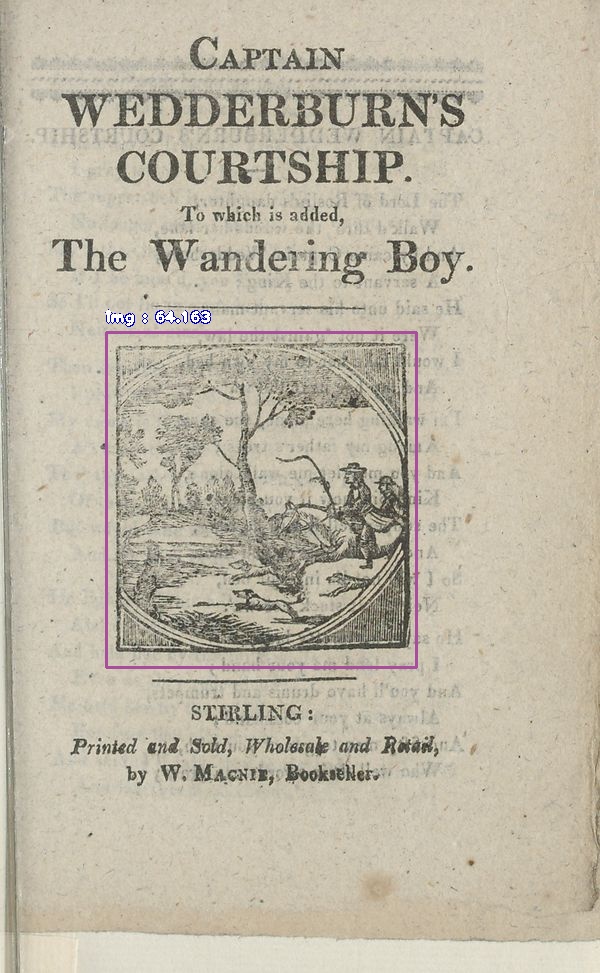 CAPTAIN
WEDDERBURN'S
COURTSHIP.
To which is added,
The Wandering Boy.
img : 64.163
STIRLING:
Printed and Sold, Wholesale and Retail,
by W. MACNIE, Bookseller.